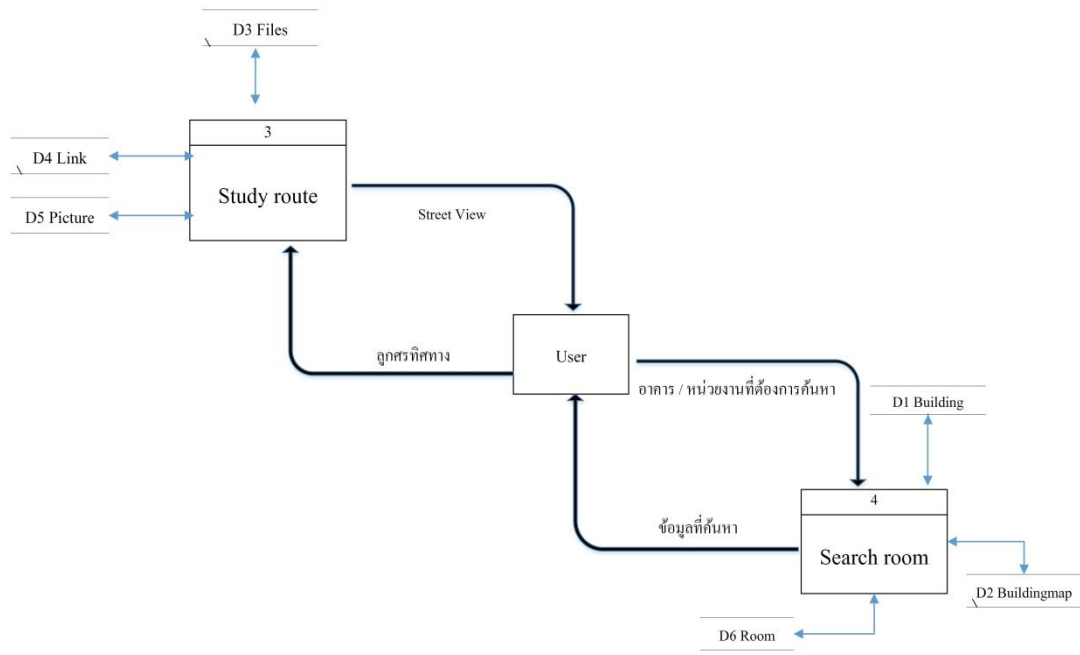 D3 Files
3
D4 Link
Study route
D5 Picture
Street View
ลูกศรทิศทาง
User
อาคาร / หน่วยงานที่ต้องการค้นหา
D1 Building
4
ข้อมูลที่ค้นหา
Search room
D2 Buildingmap
D6 Room